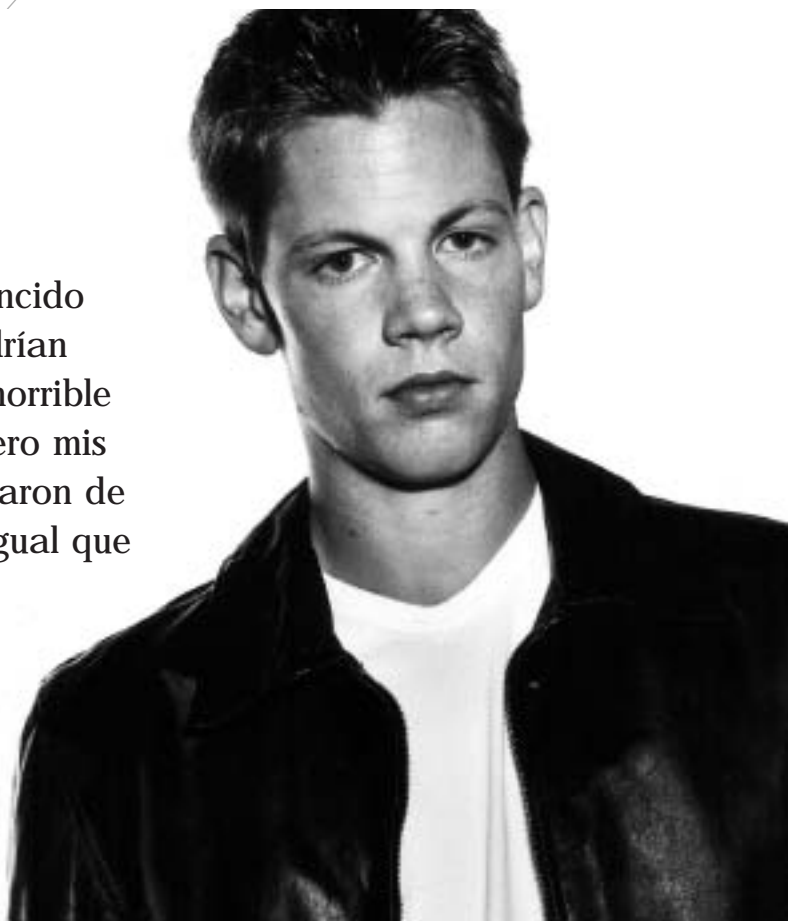 ncido
drían
horrible
ero mis
aron de
gual que